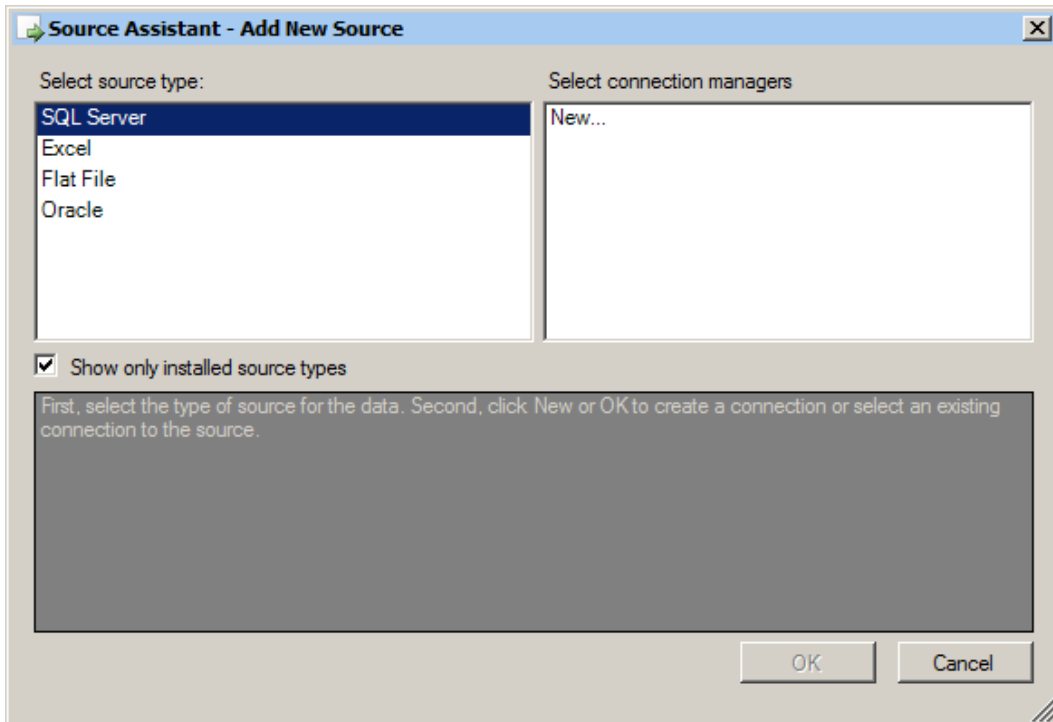 Source Assistant - Add New Source
Select source type:
Select connection managers
SQL Server
New...
Excel
Flat File
Oracle
Show only installed source types
First, select the type of source for the data. Second, click New or OK to create a connection or select an existing
connection to the source.
OK
Cancel